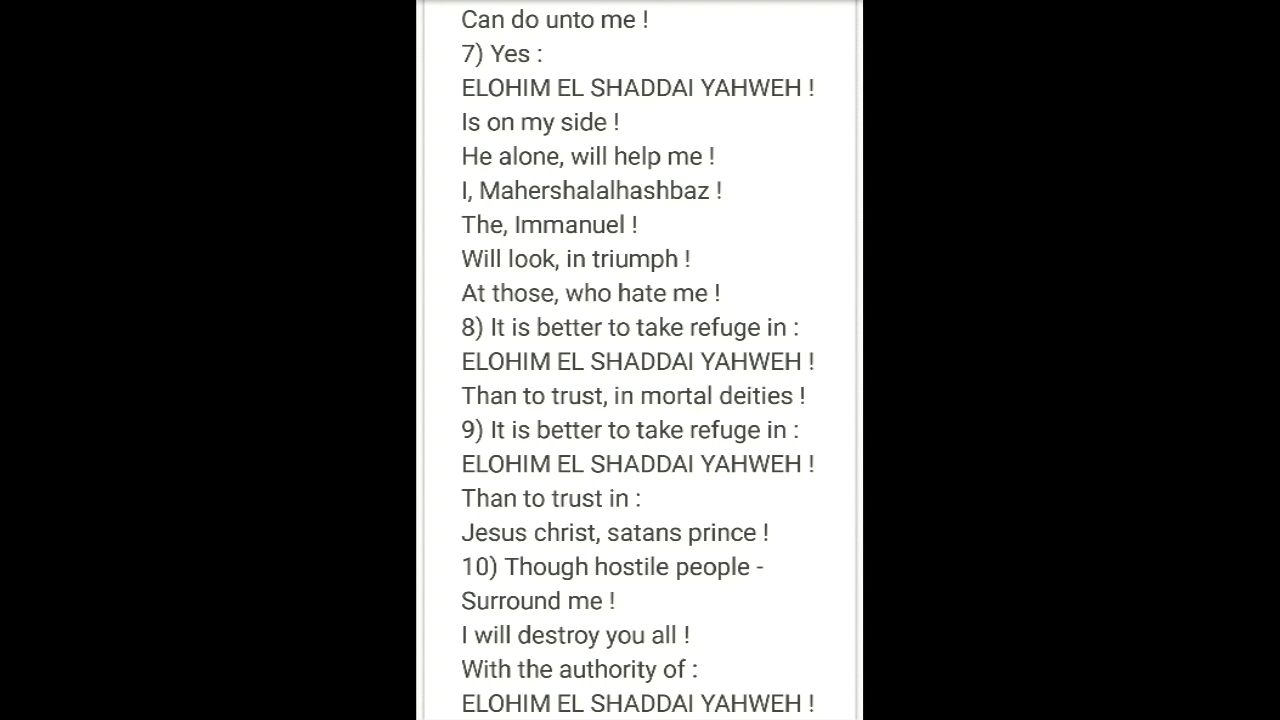 Can do unto me !
7) Yes :
ELOHIM EL SHADDAI YAHWEH !
Is on my side !
He alone, will help me !
I, Mahershalalhashbaz !
The, Immanuel !
Will look, in triumph !
At those, who hate me !
8) It is better to take refuge in :
ELOHIM EL SHADDAI YAHWEH !
Than to trust, in mortal deities !
9) It is better to take refuge in :
ELOHIM EL SHADDAI YAHWEH !
Than to trust in :
Jesus christ, satans prince !
10) Though hostile people -
Surround me !
I will destroy you all !
With the authority of :
ELOHIM EL SHADDAI YAHWEH !